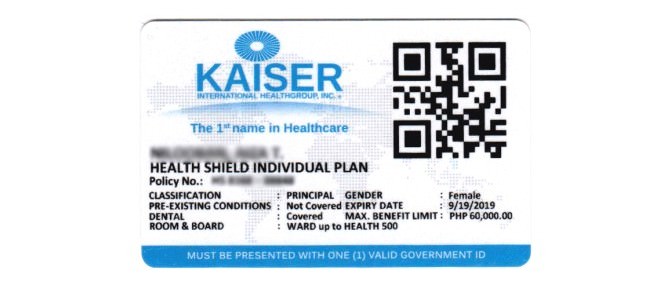 KAISER
INTERNATIONAL HEALTHGROUP, INC.
The 1st name in Healthcare
HEALTH SHIELD INDIVIDUAL PLAN
Policy No.:
CLASSIFICATION : PRINCIPAL GENDER : Female
PRE-EXISTING CONDITIONS : Not Covered EXPIRY DATE : 9/19/2019
DENTAL : Covered MAX. BENEFIT LIMIT : PHP 60,000.00
ROOM & BOARD : WARD up to HEALTH 500
MUST BE PRESENTED WITH ONE (1) VALID GOVERNMENT ID